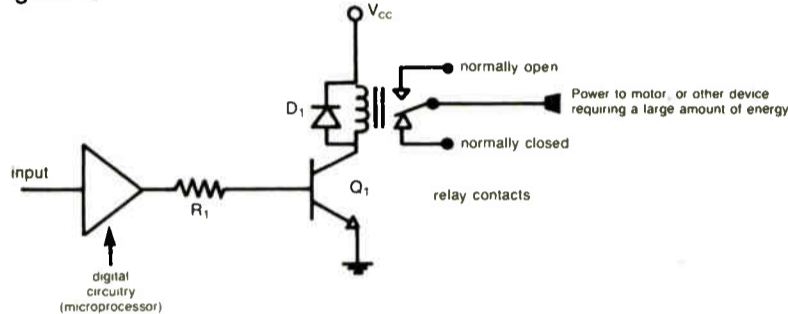 Vcc
normally open
Power to motor, or other device
requiring a large amount of energy
D1
normally closed
input
Q1
R1
relay contacts
digital
circuitry
(microprocessor)